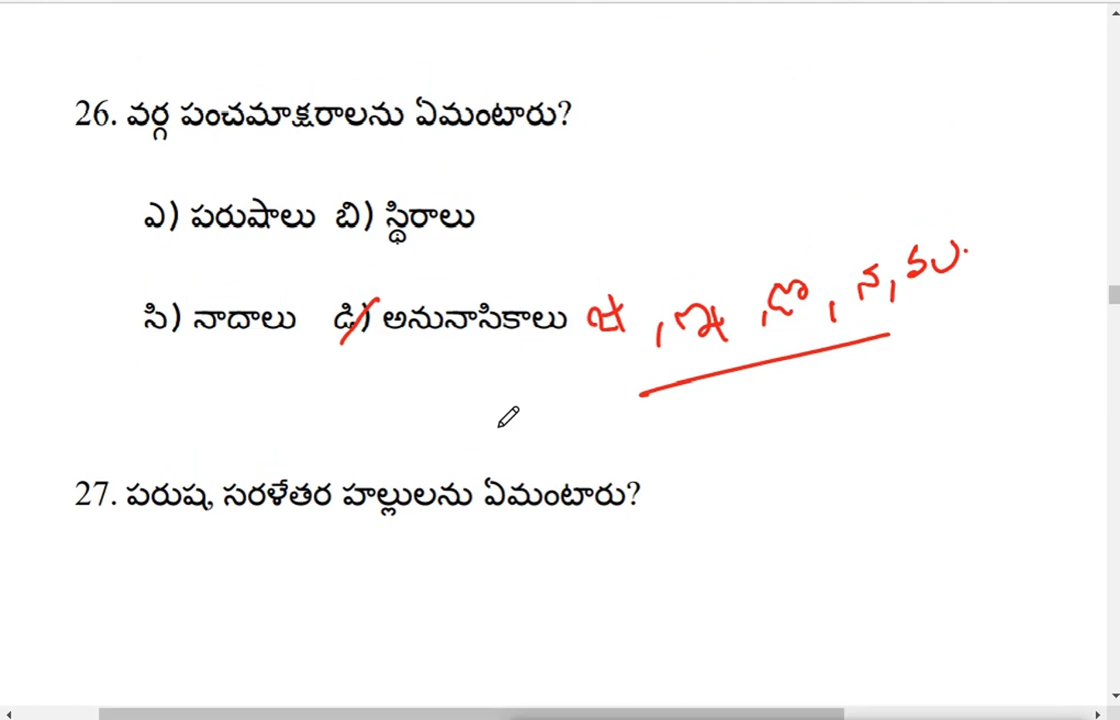 26. వర్గ పంచమాక్షరాలను ఏమంటారు?
ఎ) పరుషాలు బి) స్థిరాలు
సి) నాదాలు డి) అనునాసికాలు ఙ, ఞ, ణ, న, మ
27. పరుష, సరళేతర హల్లులను ఏమంటారు?